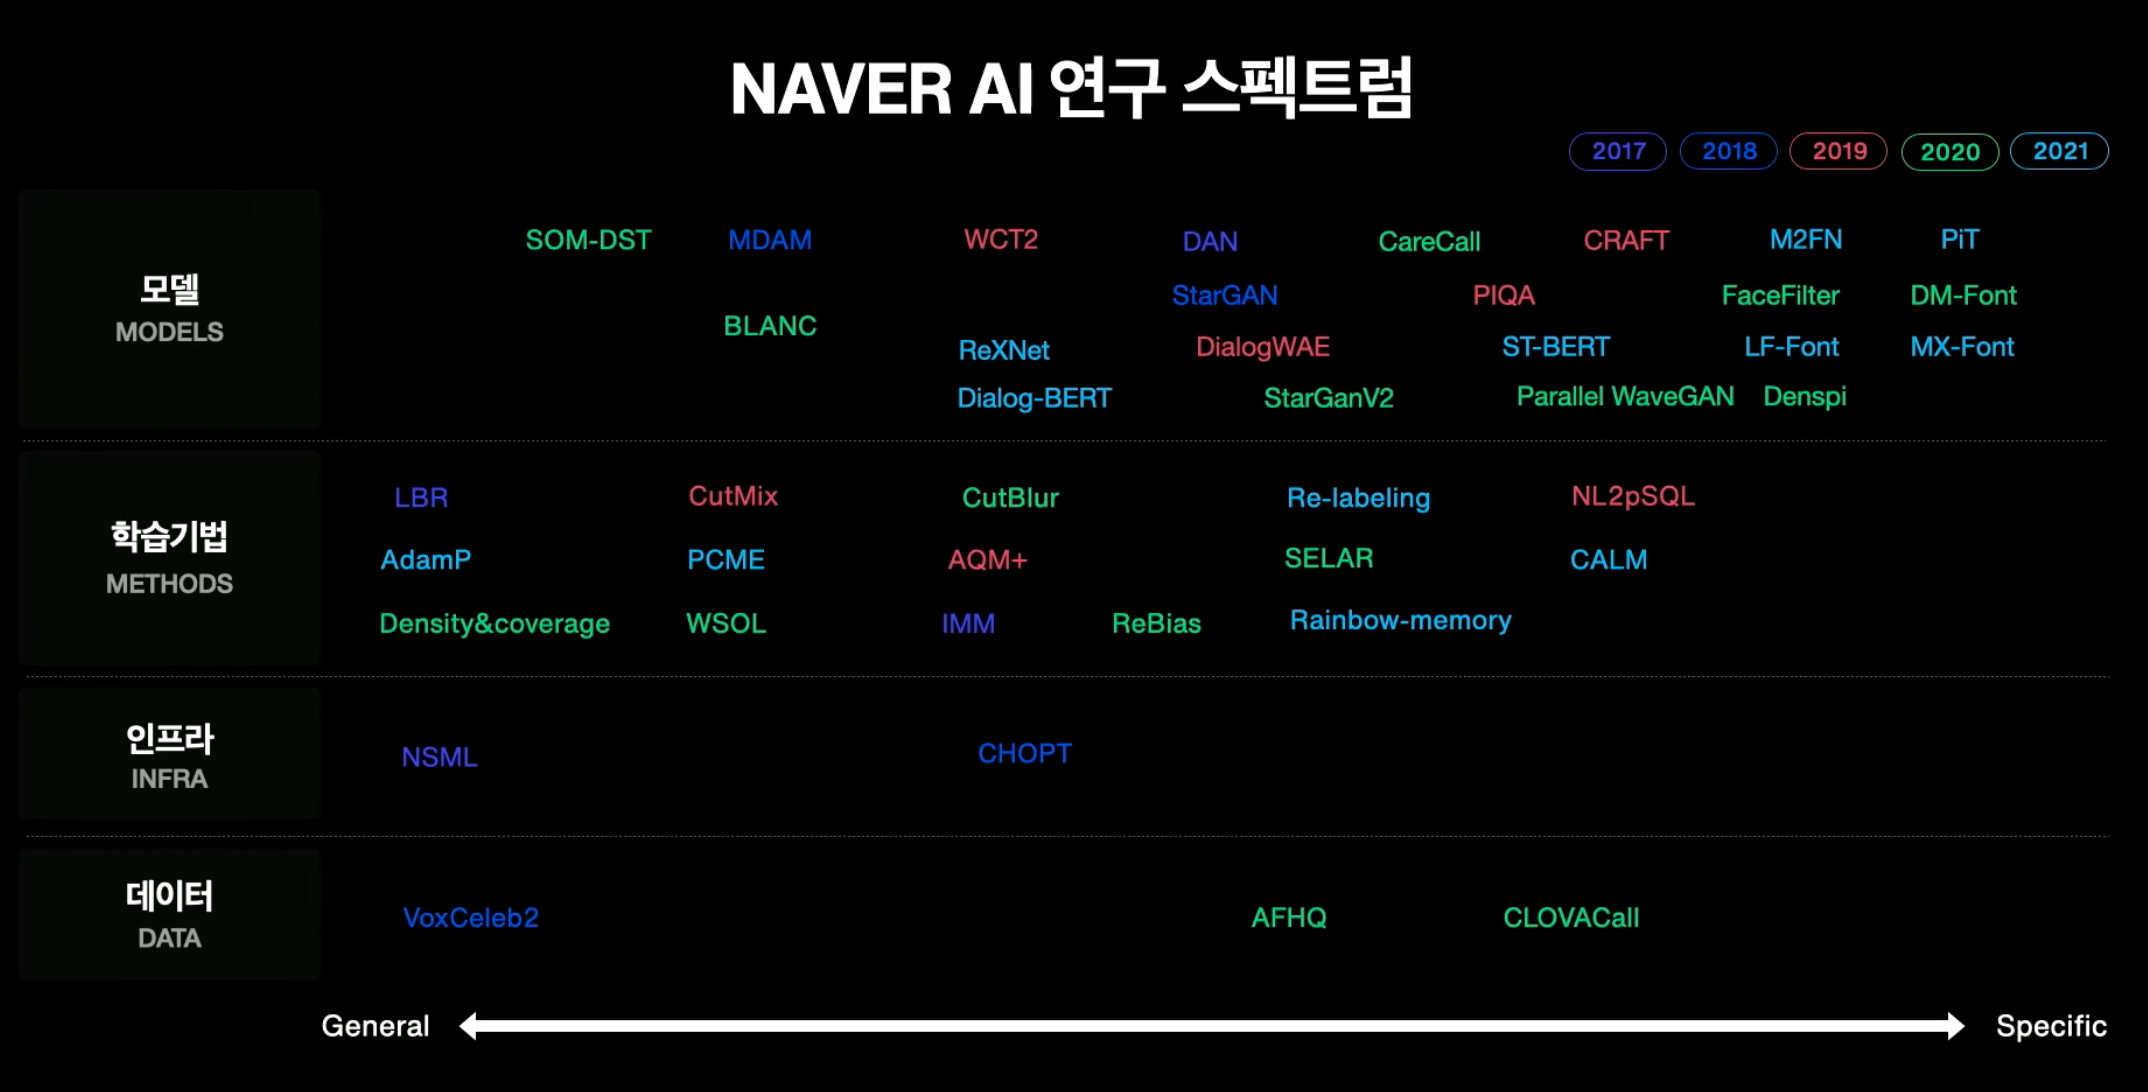 NAVER AI 연구 스펙트럼
2017 2018 2019 2020 2021
모델
MODELS
SOM-DST MDAM WCT2 DAN CareCall CRAFT M2FN PiT
StarGAN PIQA FaceFilter DM-Font
BLANC
ReXNet DialogWAE ST-BERT LF-Font MX-Font
Dialog-BERT StarGanV2 Parallel WaveGAN Denspi
학습기법
METHODS
LBR CutMix CutBlur Re-labeling NL2pSQL
AdamP PCME AQM+ SELAR CALM
Density&coverage WSOL IMM ReBias Rainbow-memory
인프라
INFRA
NSML CHOPT
데이터
DATA
VoxCeleb2 AFHQ CLOVACall
General Specific